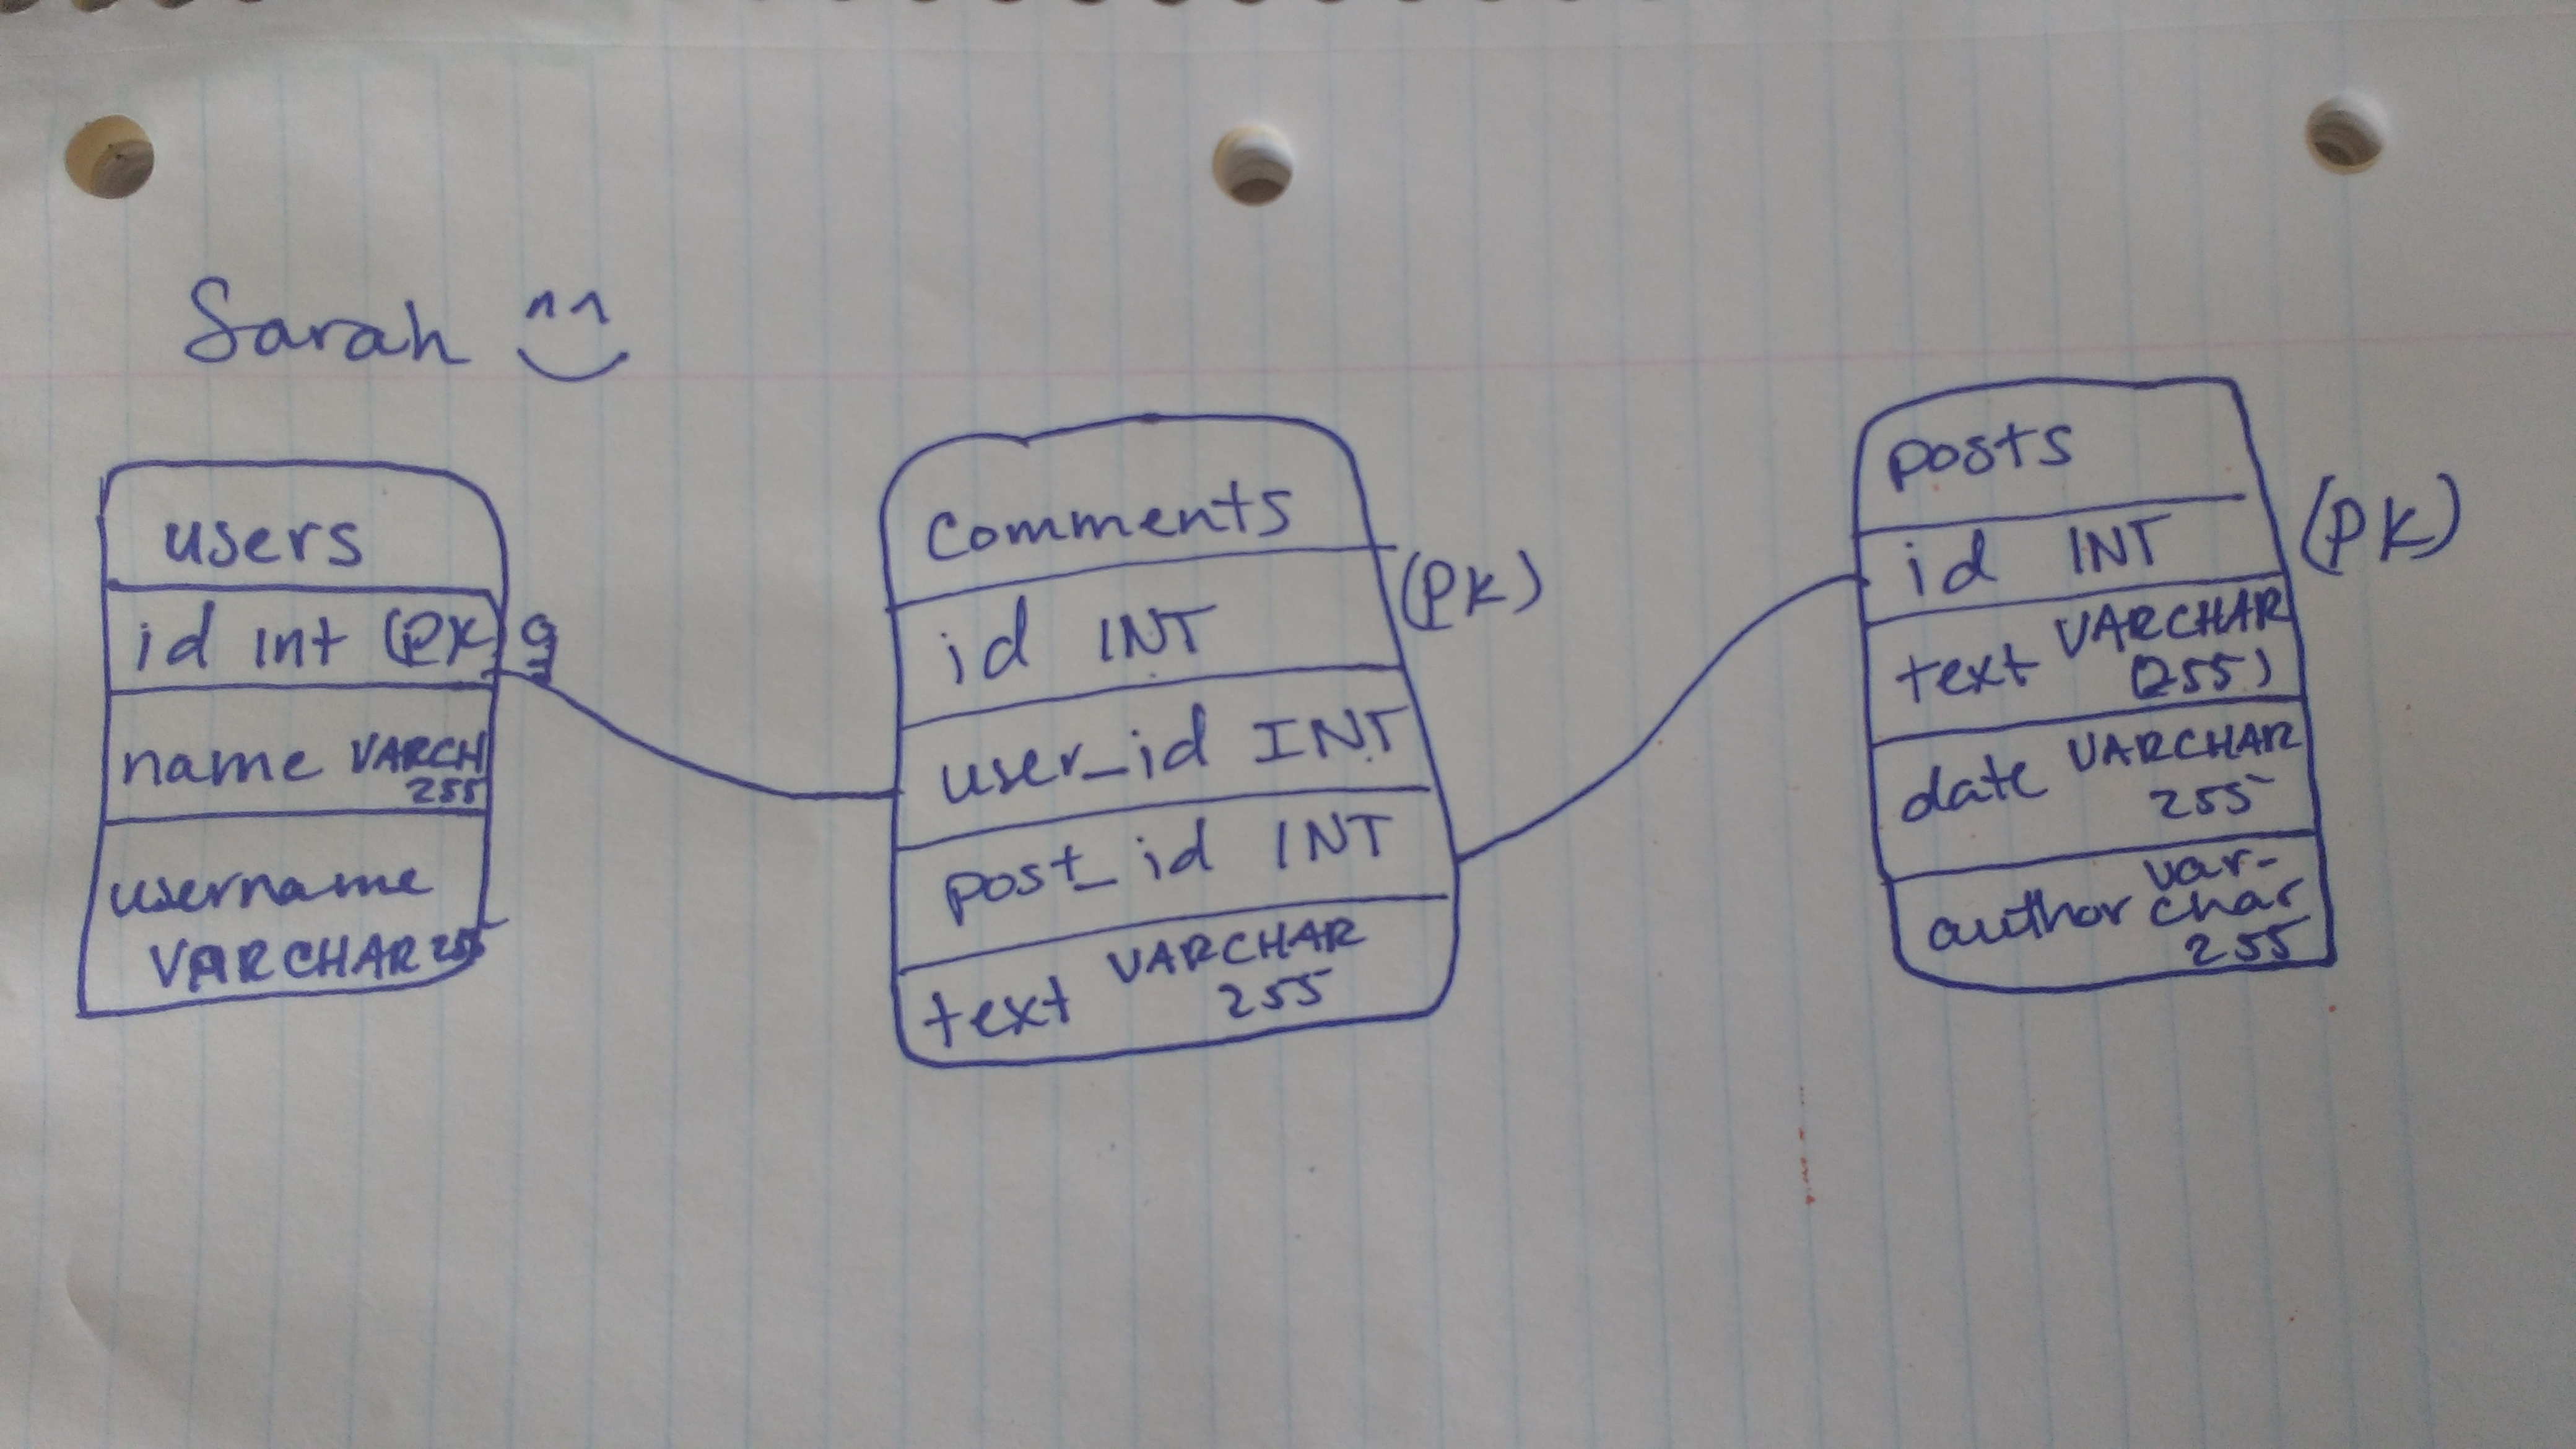 Sarah
users
id int (PK)
name VARCH
255
username
VARCHAR 255
comments
id INT (PK)
user_id INT
post_id INT
text VARCHAR
255
posts
id INT (PK)
text VARCHAR
(255)
date VARCHAR
255
author var-
char
255